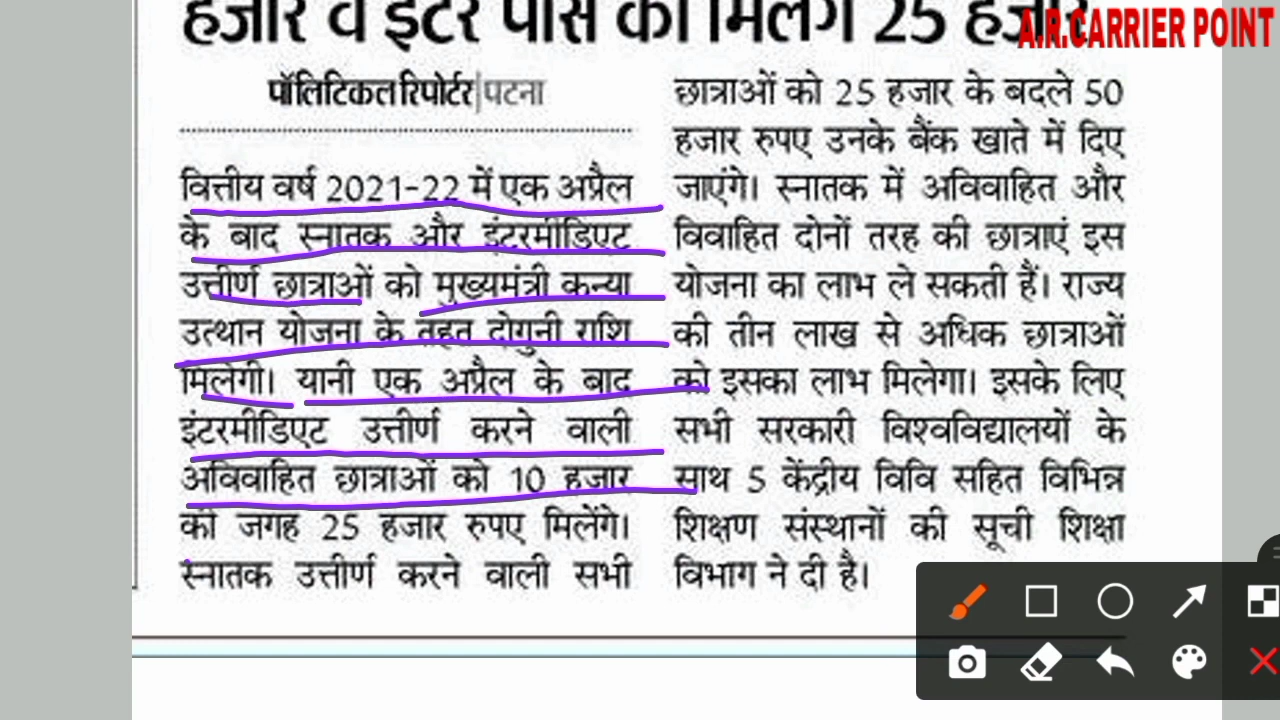 हजार व इंटर पास को मिलेंगे 25 हजार
A.R.CARRIER POINT
पॉलिटिकल रिपोर्टर|पटना
वित्तीय वर्ष 2021-22 में एक अप्रैल
के बाद स्नातक और इंटरमीडिएट
उत्तीर्ण छात्राओं को मुख्यमंत्री कन्या
उत्थान योजना के तहत दोगुनी राशि
मिलेगी। यानी एक अप्रैल के बाद
इंटरमीडिएट उत्तीर्ण करने वाली
अविवाहित छात्राओं को 10 हजार
की जगह 25 हजार रुपए मिलेंगे।
स्नातक उत्तीर्ण करने वाली सभी
छात्राओं को 25 हजार के बदले 50
हजार रुपए उनके बैंक खाते में दिए
जाएंगे। स्नातक में अविवाहित और
विवाहित दोनों तरह की छात्राएं इस
योजना का लाभ ले सकती हैं। राज्य
की तीन लाख से अधिक छात्राओं
को इसका लाभ मिलेगा। इसके लिए
सभी सरकारी विश्वविद्यालयों के
साथ 5 केंद्रीय विवि सहित विभिन्न
शिक्षण संस्थानों की सूची शिक्षा
विभाग ने दी है।